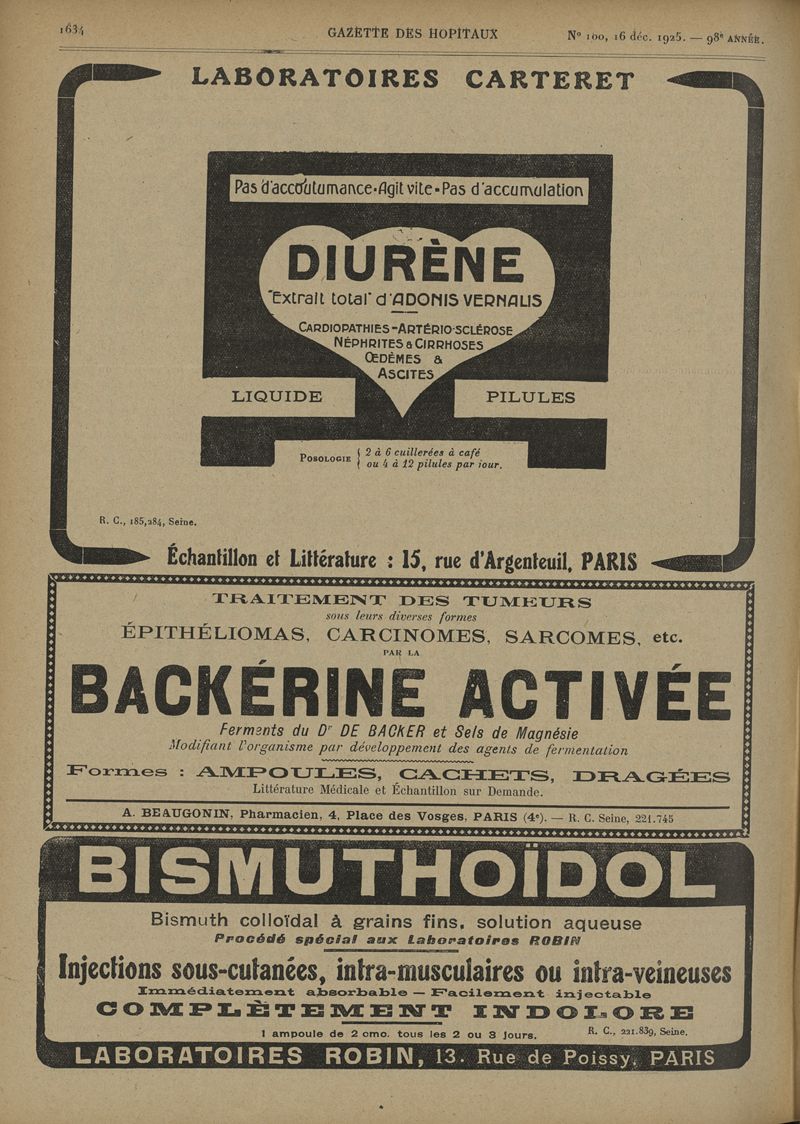 1634
GAZETTE DES HOPITAUX
N° 100, 16 déc. 1925. — 98e ANNÉE.
LABORATOIRES CARTERET
Pas d'accoutumance-Agit vite-Pas d'accumulation
DIURÈNE
"Extrait total" d'ADONIS VERNALIS
CARDIOPATHIES-ARTÉRIO-SCLÉROSE
NÉPHRITES & CIRRHOSES
ŒDÈMES &
ASCITES
LIQUIDE
PILULES
POSOLOGIE { 2 à 6 cuillerées à café
ou 4 à 12 pilules par jour.
R. C., 185,284, Seine.
Échantillon et Littérature : 15, rue d'Argenteuil, PARIS
TRAITEMENT DES TUMEURS
sous leurs diverses formes
ÉPITHÉLIOMAS, CARCINOMES, SARCOMES, etc.
PAR LA
BACKÉRINE ACTIVÉE
Ferments du Dr DE BACKER et Sels de Magnésie
Modifiant l'organisme par développement des agents de fermentation
Formes : AMPOULES, CACHETS, DRAGÉES
Littérature Médicale et Échantillon sur Demande.
A. BEAUGONIN, Pharmacien, 4, Place des Vosges, PARIS (4e). — R. C. Seine, 221.745
BISMUTHOÏDOL
Bismuth colloïdal à grains fins, solution aqueuse
Procédé spécial aux Laboratoires ROBIN
Injections sous-cutanées, intra-musculaires ou intra-veineuses
Immédiatement absorbable — Facilement injectable
COMPLÈTEMENT INDOLORE
1 ampoule de 2 cmc. tous les 2 ou 3 jours.
R. C., 221.839, Seine.
LABORATOIRES ROBIN, 13. Rue de Poissy, PARIS